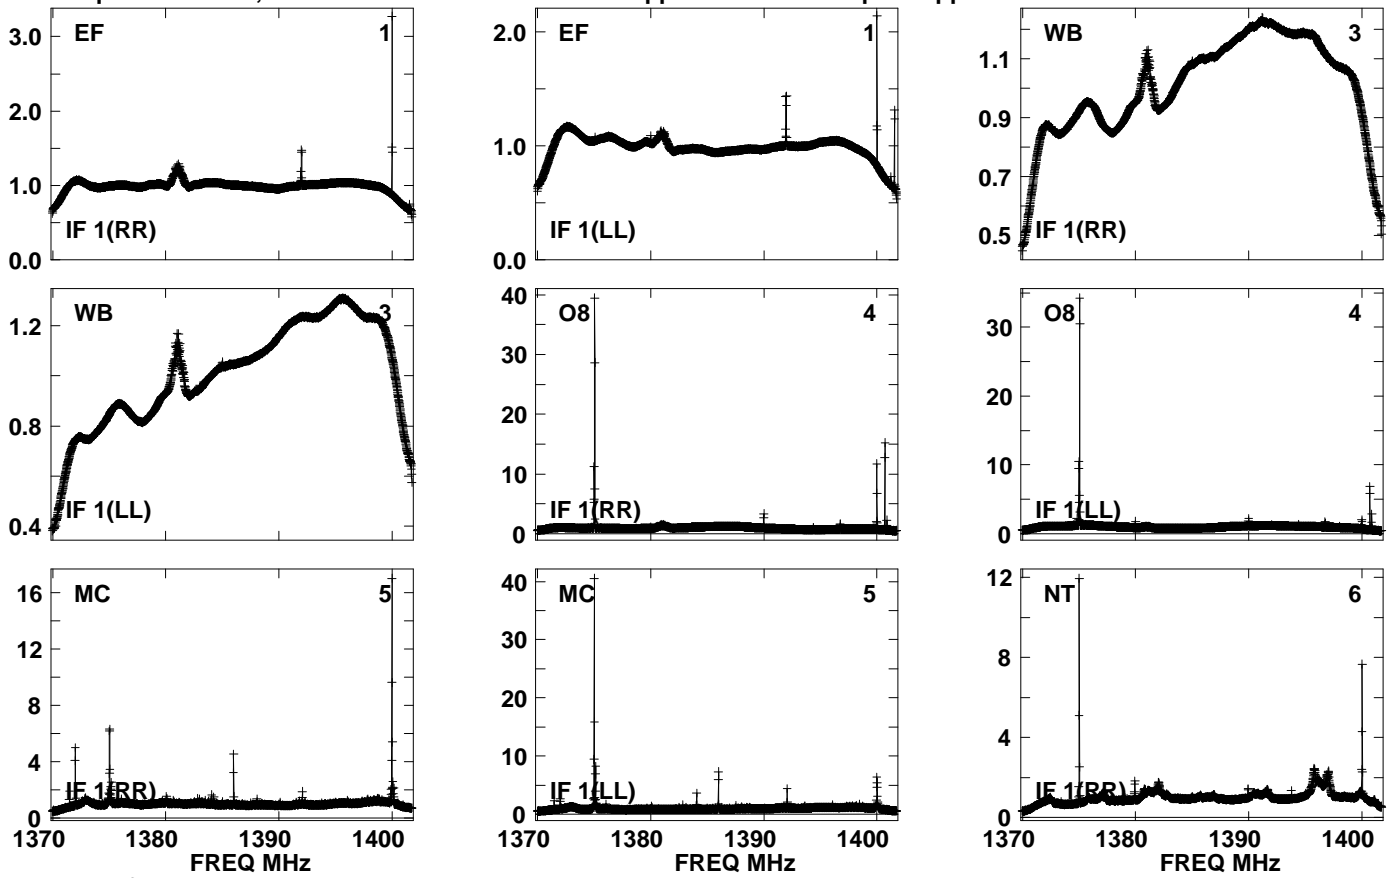 EF 1
3.0
2.0
1.0
0.0
IF 1(RR)
EF 1
2.0
1.0
0.0
IF 1(LL)
WB 3
1.1
0.9
0.7
0.5
IF 1(RR)
WB 3
1.2
0.8
0.4
IF 1(LL)
O8 4
40
30
20
10
0
IF 1(RR)
O8 4
30
20
10
0
IF 1(LL)
MC 5
16
12
8
4
0
IF 1(RR)
1370 1380 1390 1400
FREQ MHz
MC 5
40
30
20
10
0
IF 1(LL)
1370 1380 1390 1400
FREQ MHz
NT 6
12
8
4
0
IF 1(RR)
1370 1380 1390 1400
FREQ MHz